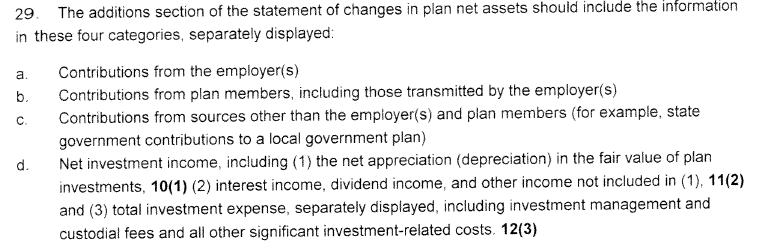 29. The additions section of the statement of changes in plan net assets should include the information
in these four categories, separately displayed:
a. Contributions from the employer(s)
b. Contributions from plan members, including those transmitted by the employer(s)
c. Contributions from sources other than the employer(s) and plan members (for example, state
government contributions to a local government plan)
d. Net investment income, including (1) the net appreciation (depreciation) in the fair value of plan
investments, 10(1) (2) interest income, dividend income, and other income not included in (1), 11(2)
and (3) total investment expense, separately displayed, including investment management and
custodial fees and all other significant investment-related costs. 12(3)